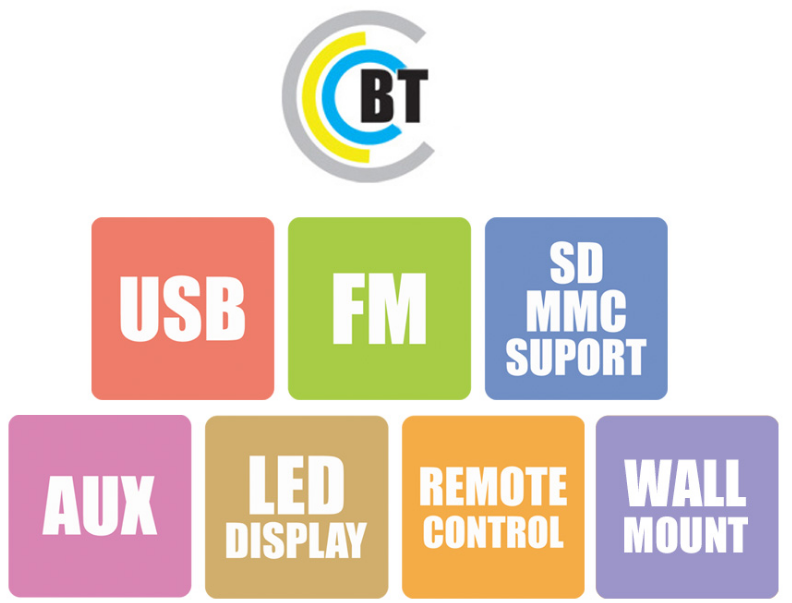 BT
USB
FM
SD
MMC
SUPORT
AUX
LED
DISPLAY
REMOTE
CONTROL
WALL
MOUNT